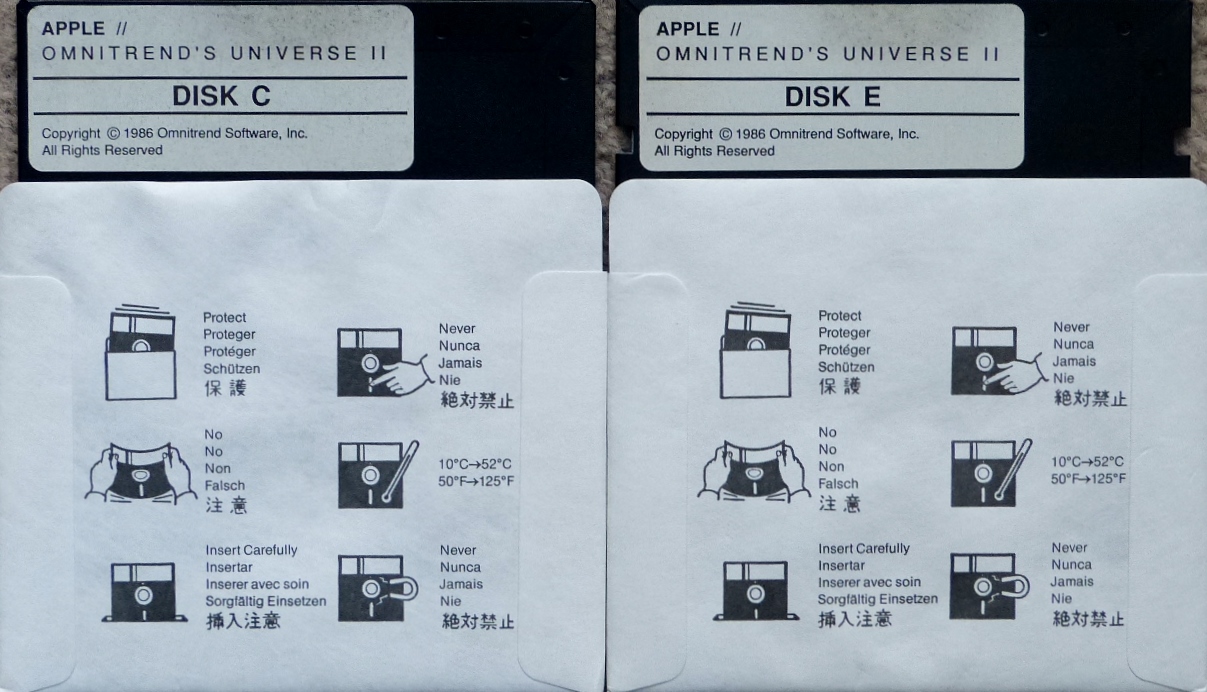 APPLE //
OMNITREND'S UNIVERSE II
DISK C
Copyright © 1986 Omnitrend Software, Inc.
All Rights Reserved
Protect
Proteger
Protéger
Schützen
保護
Never
Nunca
Jamais
Nie
絶対禁止
No
No
Non
Falsch
注意
10°C→52°C
50°F→125°F
Insert Carefully
Insertar
Inserer avec soin
Sorgfältig Einsetzen
挿入注意
Never
Nunca
Jamais
Nie
絶対禁止
APPLE //
OMNITREND'S UNIVERSE II
DISK E
Copyright © 1986 Omnitrend Software, Inc.
All Rights Reserved
Protect
Proteger
Protéger
Schützen
保護
Never
Nunca
Jamais
Nie
絶対禁止
No
No
Non
Falsch
注意
10°C→52°C
50°F→125°F
Insert Carefully
Insertar
Inserer avec soin
Sorgfältig Einsetzen
挿入注意
Never
Nunca
Jamais
Nie
絶対禁止